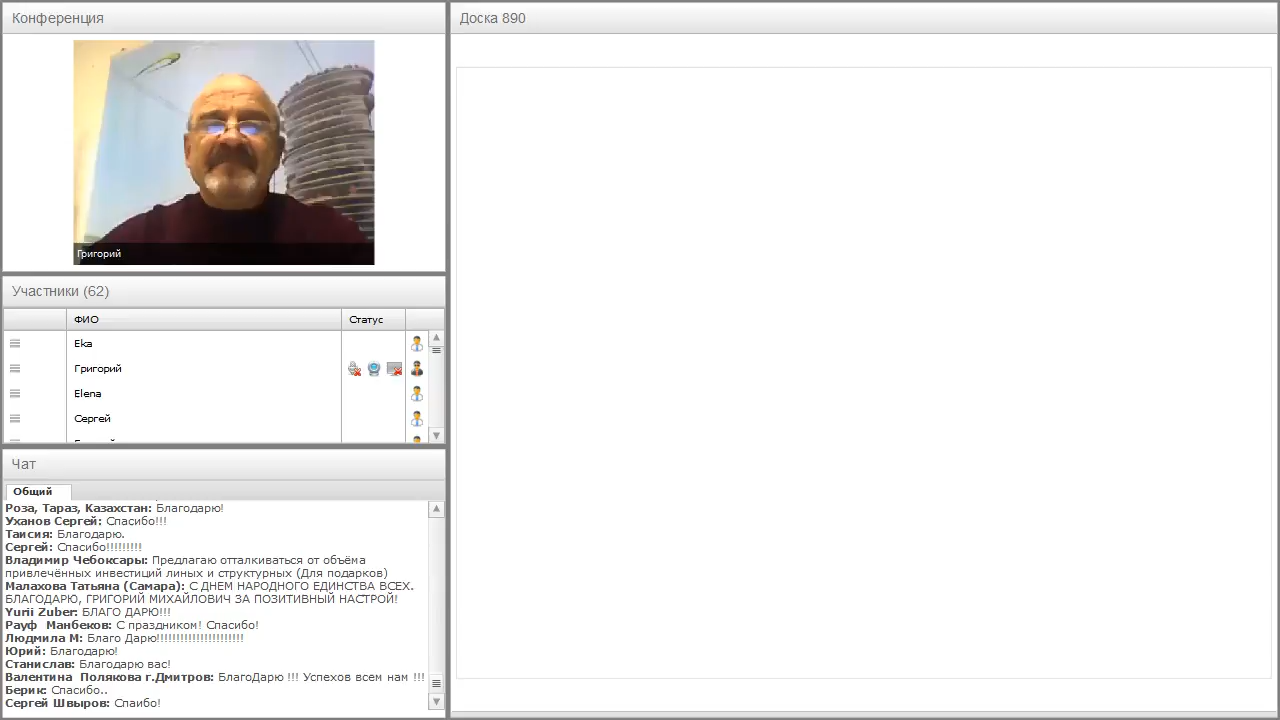 Конференция
Григорий
Участники (62)
ФИО Статус
Eka
Григорий
Elena
Сергей
Чат
Общий
Роза, Тараз, Казахстан: Благодарю!
Уханов Сергей: Спасибо!!!
Таисия: Благодарю.
Сергей: Спасибо!!!!!!!!!
Владимир Чебоксары: Предлагаю отталкиваться от объёма
привлечённых инвестиций линых и структурных (Для подарков)
Малахова Татьяна (Самара): С ДНЕМ НАРОДНОГО ЕДИНСТВА ВСЕХ.
БЛАГОДАРЮ, ГРИГОРИЙ МИХАЙЛОВИЧ ЗА ПОЗИТИВНЫЙ НАСТРОЙ!
Yurii Zuber: БЛАГО ДАРЮ!!!
Рауф Манбеков: С праздником! Спасибо!
Людмила М: Благо Дарю!!!!!!!!!!!!!!!!!!!!!!
Юрий: Благодарю!
Станислав: Благодарю вас!
Валентина Полякова г.Дмитров: БлагоДарю !!! Успехов всем нам !!!
Берик: Спасибо..
Сергей Швыров: Спаибо!
Доска 890